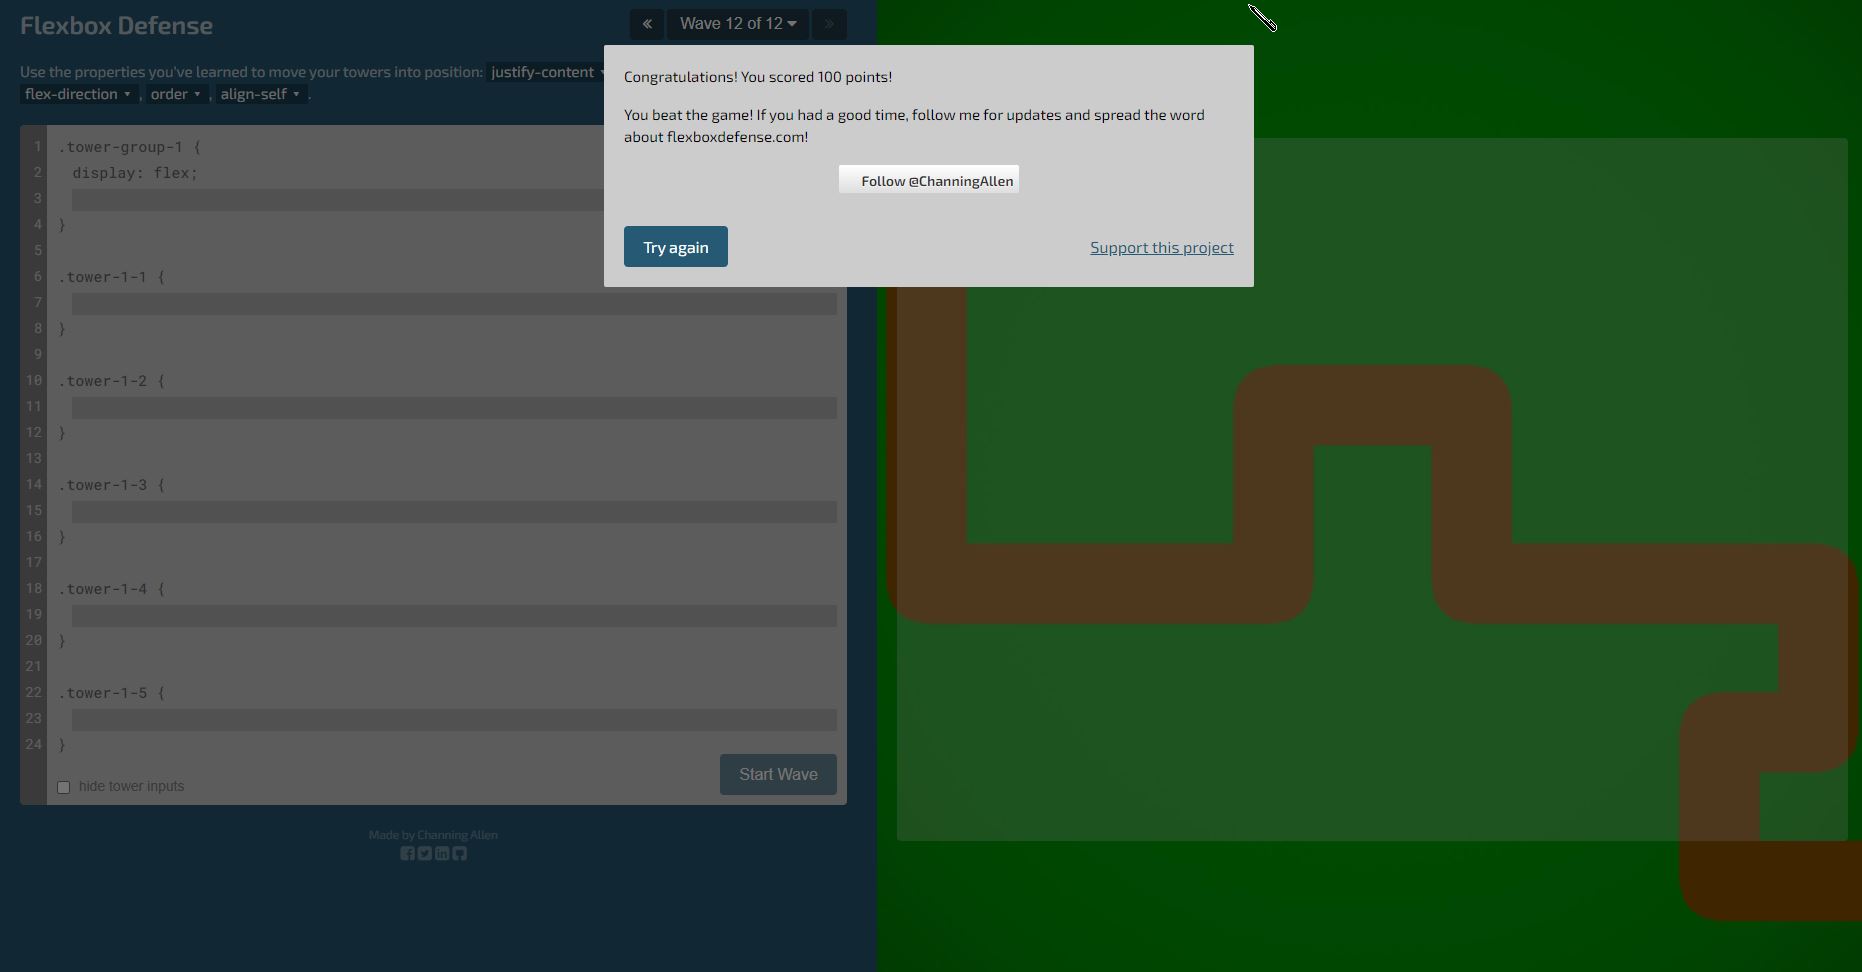 Flexbox Defense
«
Wave 12 of 12
»
Use the properties you've learned to move your towers into position: justify-content
flex-direction , order , align-self .
Congratulations! You scored 100 points!
You beat the game! If you had a good time, follow me for updates and spread the word
about flexboxdefense.com!
Follow @ChanningAllen
Try again
Support this project
1 .tower-group-1 {
2 display: flex;
3
4 }
5
6 .tower-1-1 {
7
8 }
9
10 .tower-1-2 {
11
12 }
13
14 .tower-1-3 {
15
16 }
17
18 .tower-1-4 {
19
20 }
21
22 .tower-1-5 {
23
24 }
hide tower inputs
Start Wave
Made by Channing Allen